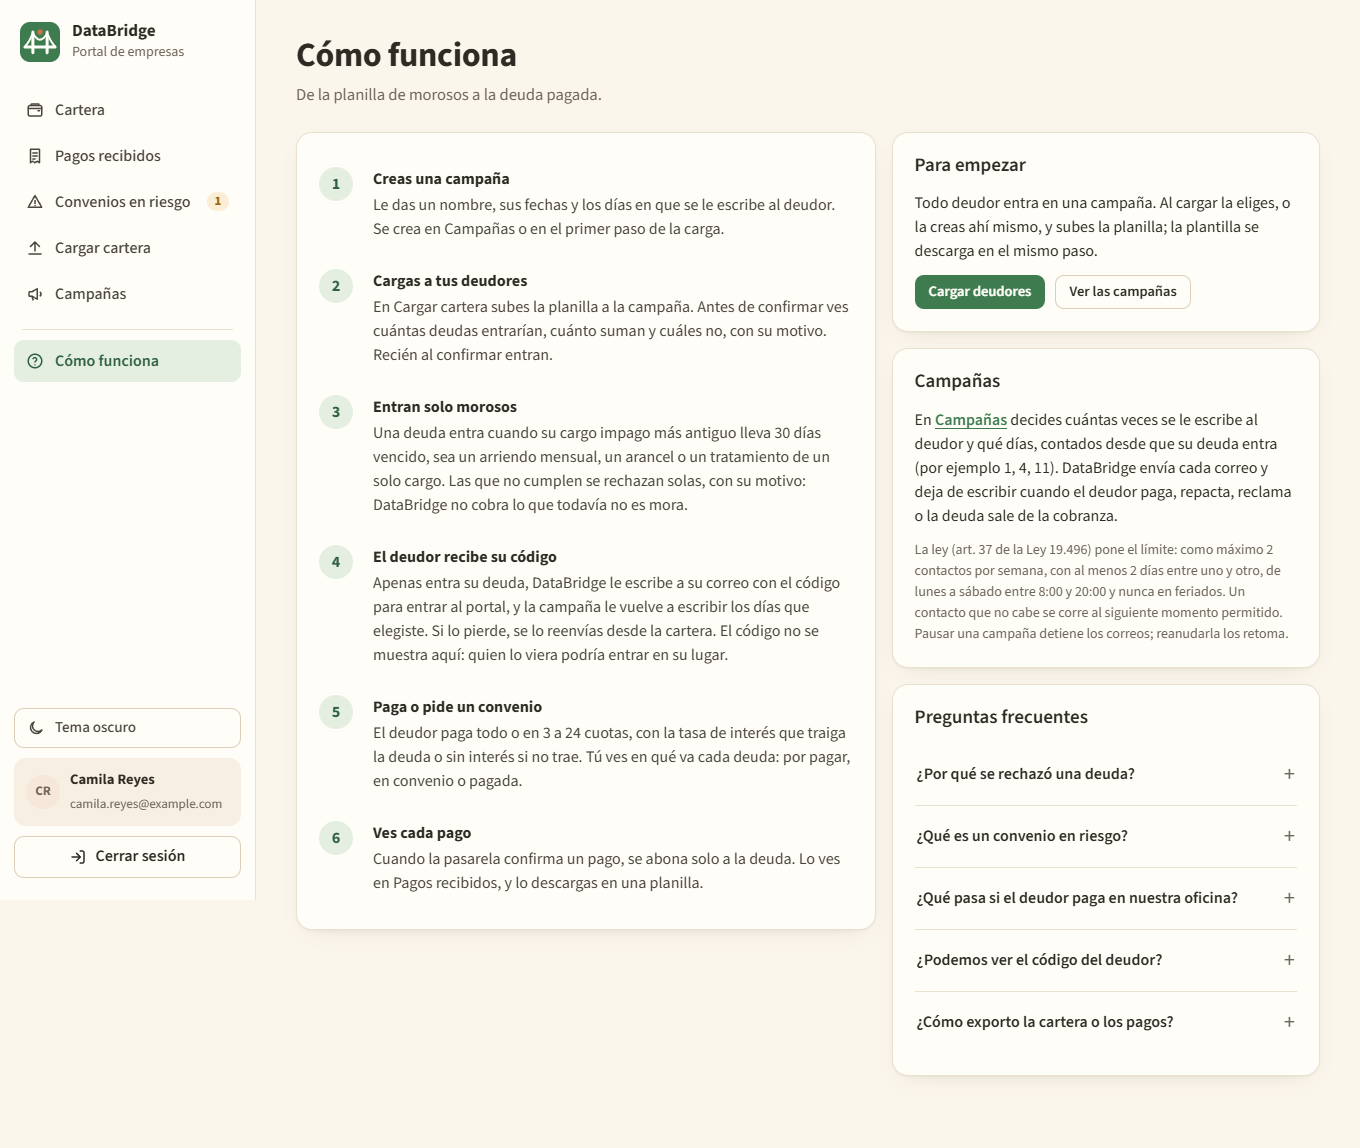 DataBridge
Portal de empresas
Cartera
Pagos recibidos
Convenios en riesgo 1
Cargar cartera
Campañas
Cómo funciona
Tema oscuro
CR
Camila Reyes
camila.reyes@example.com
Cerrar sesión
Cómo funciona
De la planilla de morosos a la deuda pagada.
1
Creas una campaña
Le das un nombre, sus fechas y los días en que se le escribe al deudor.
Se crea en Campañas o en el primer paso de la carga.
2
Cargas a tus deudores
En Cargar cartera subes la planilla a la campaña. Antes de confirmar ves
cuántas deudas entrarían, cuánto suman y cuáles no, con su motivo.
Recién al confirmar entran.
3
Entran solo morosos
Una deuda entra cuando su cargo impago más antiguo lleva 30 días
vencido, sea un arriendo mensual, un arancel o un tratamiento de un
solo cargo. Las que no cumplen se rechazan solas, con su motivo:
DataBridge no cobra lo que todavía no es mora.
4
El deudor recibe su código
Apenas entra su deuda, DataBridge le escribe a su correo con el código
para entrar al portal, y la campaña le vuelve a escribir los días que
elegiste. Si lo pierde, se lo reenvías desde la cartera. El código no se
muestra aquí: quien lo viera podría entrar en su lugar.
5
Paga o pide un convenio
El deudor paga todo o en 3 a 24 cuotas, con la tasa de interés que traiga
la deuda o sin interés si no trae. Tú ves en qué va cada deuda: por pagar,
en convenio o pagada.
6
Ves cada pago
Cuando la pasarela confirma un pago, se abona solo a la deuda. Lo ves
en Pagos recibidos, y lo descargas en una planilla.
Para empezar
Todo deudor entra en una campaña. Al cargar la eliges, o
la creas ahí mismo, y subes la planilla; la plantilla se
descarga en el mismo paso.
Cargar deudores
Ver las campañas
Campañas
En Campañas decides cuántas veces se le escribe al
deudor y qué días, contados desde que su deuda entra
(por ejemplo 1, 4, 11). DataBridge envía cada correo y
deja de escribir cuando el deudor paga, repacta, reclama
o la deuda sale de la cobranza.
La ley (art. 37 de la Ley 19.496) pone el límite: como máximo 2
contactos por semana, con al menos 2 días entre uno y otro, de
lunes a sábado entre 8:00 y 20:00 y nunca en feriados. Un
contacto que no cabe se corre al siguiente momento permitido.
Pausar una campaña detiene los correos; reanudarla los retoma.
Preguntas frecuentes
¿Por qué se rechazó una deuda? +
¿Qué es un convenio en riesgo? +
¿Qué pasa si el deudor paga en nuestra oficina? +
¿Podemos ver el código del deudor? +
¿Cómo exporto la cartera o los pagos? +